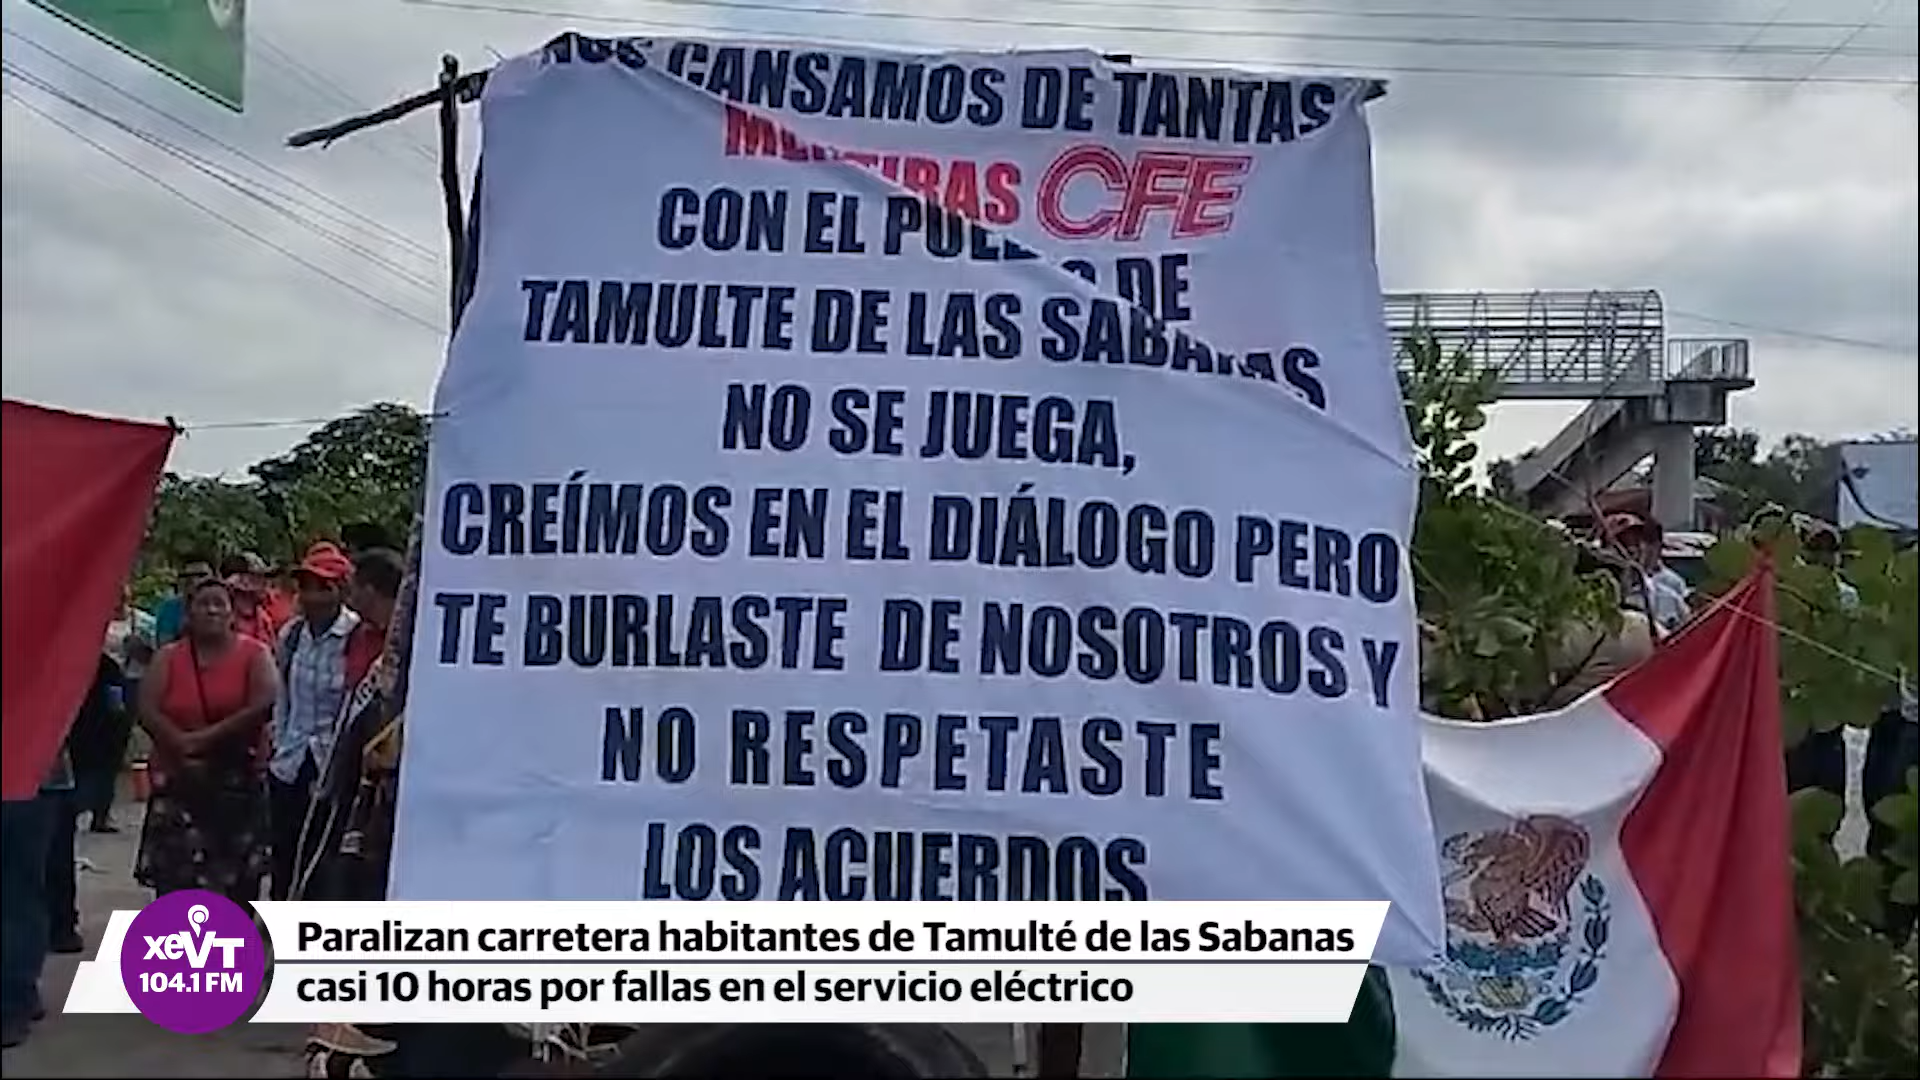 NOS CANSAMOS DE TANTAS
MENTIRAS CFE
CON EL PUEBLO DE
TAMULTE DE LAS SABANAS
NO SE JUEGA,
CREÍMOS EN EL DIÁLOGO PERO
TE BURLASTE DE NOSOTROS Y
NO RESPETASTE
LOS ACUERDOS
xeVT
104.1 FM
Paralizan carretera habitantes de Tamulté de las Sabanas
casi 10 horas por fallas en el servicio eléctrico